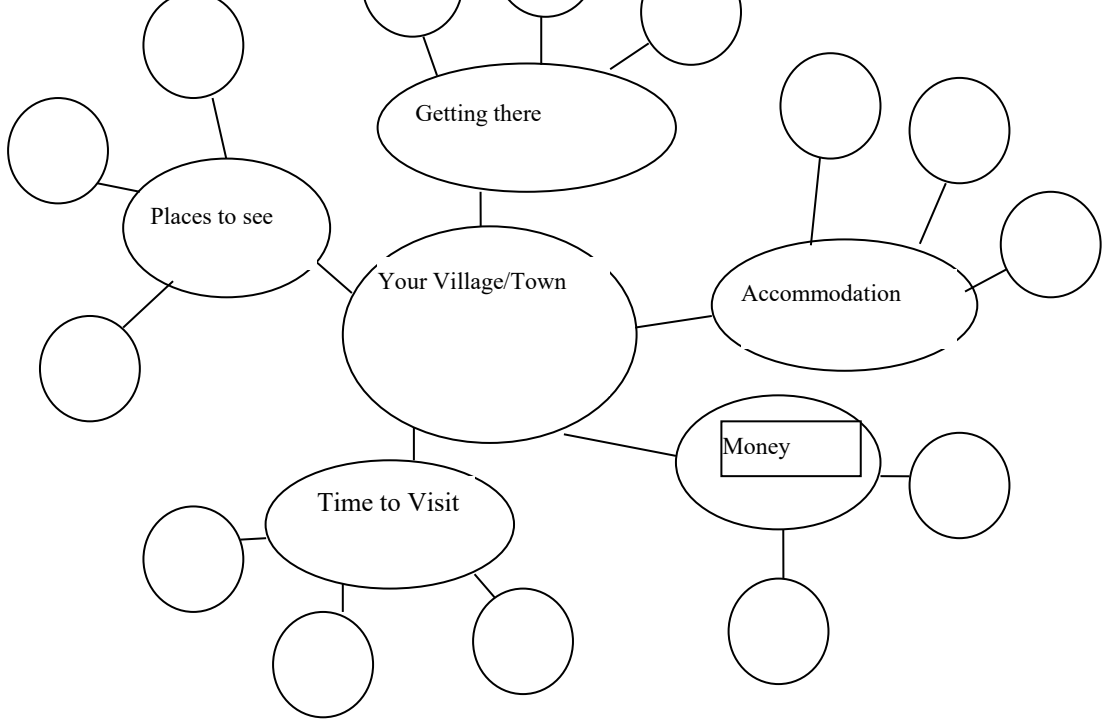 Getting there
Places to see
Your Village/Town
Accommodation
Money
Time to Visit